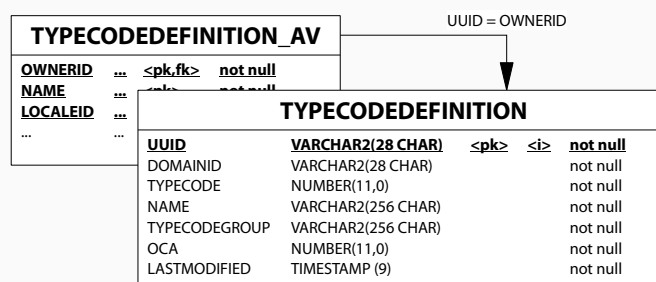 UUID = OWNERID
TYPECODEDEFINITION_AV
OWNERID ... <pk,fk> not null
NAME ...
LOCALEID ...
... ...
TYPECODEDEFINITION
UUID VARCHAR2(28 CHAR) <pk> <i> not null
DOMAINID VARCHAR2(28 CHAR) not null
TYPECODE NUMBER(11,0) not null
NAME VARCHAR2(256 CHAR) not null
TYPECODEGROUP VARCHAR2(256 CHAR) not null
OCA NUMBER(11,0) not null
LASTMODIFIED TIMESTAMP (9) not null